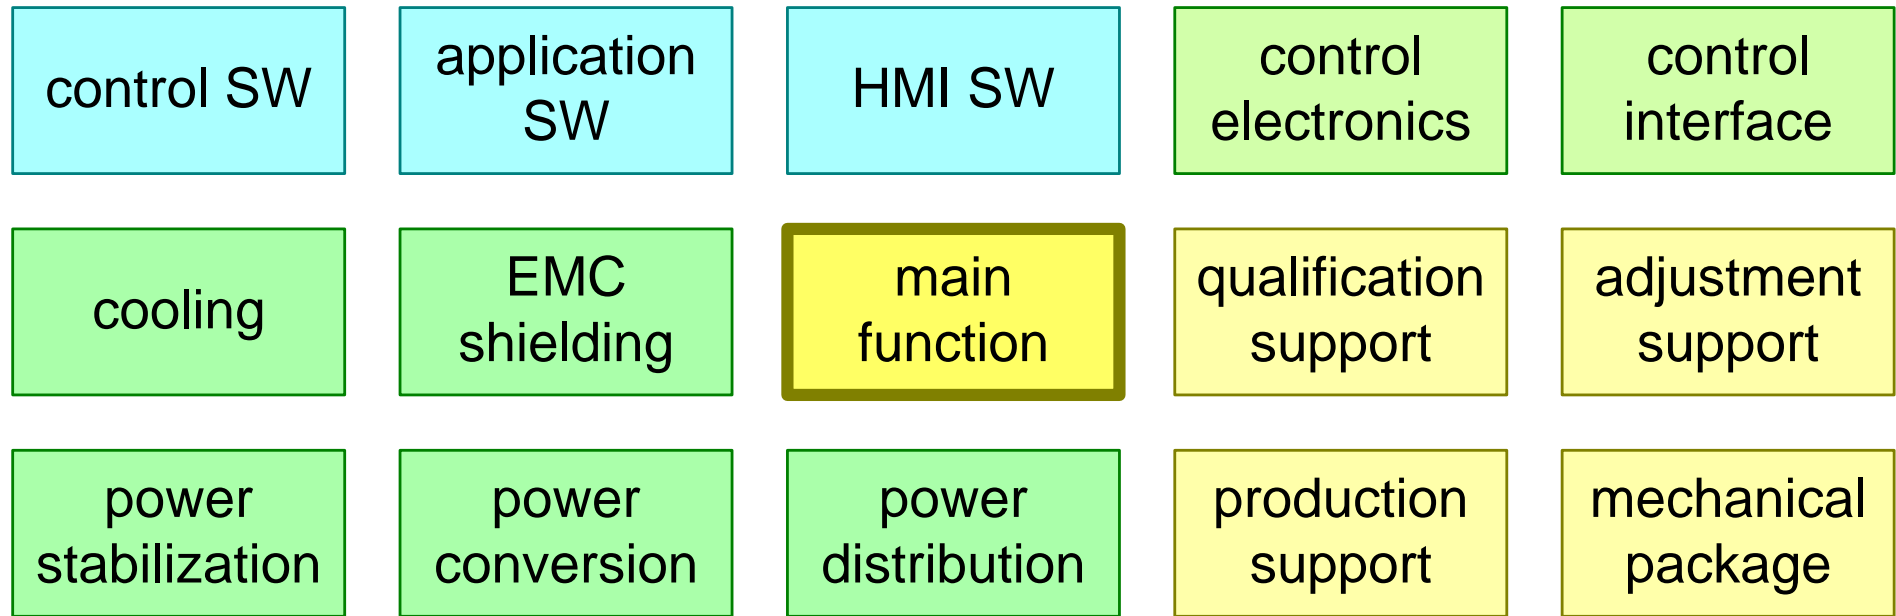 control SW
application
SW
HMI SW
control
electronics
control
interface
cooling
EMC
shielding
main
function
qualification
support
adjustment
support
power
stabilization
power
conversion
power
distribution
production
support
mechanical
package